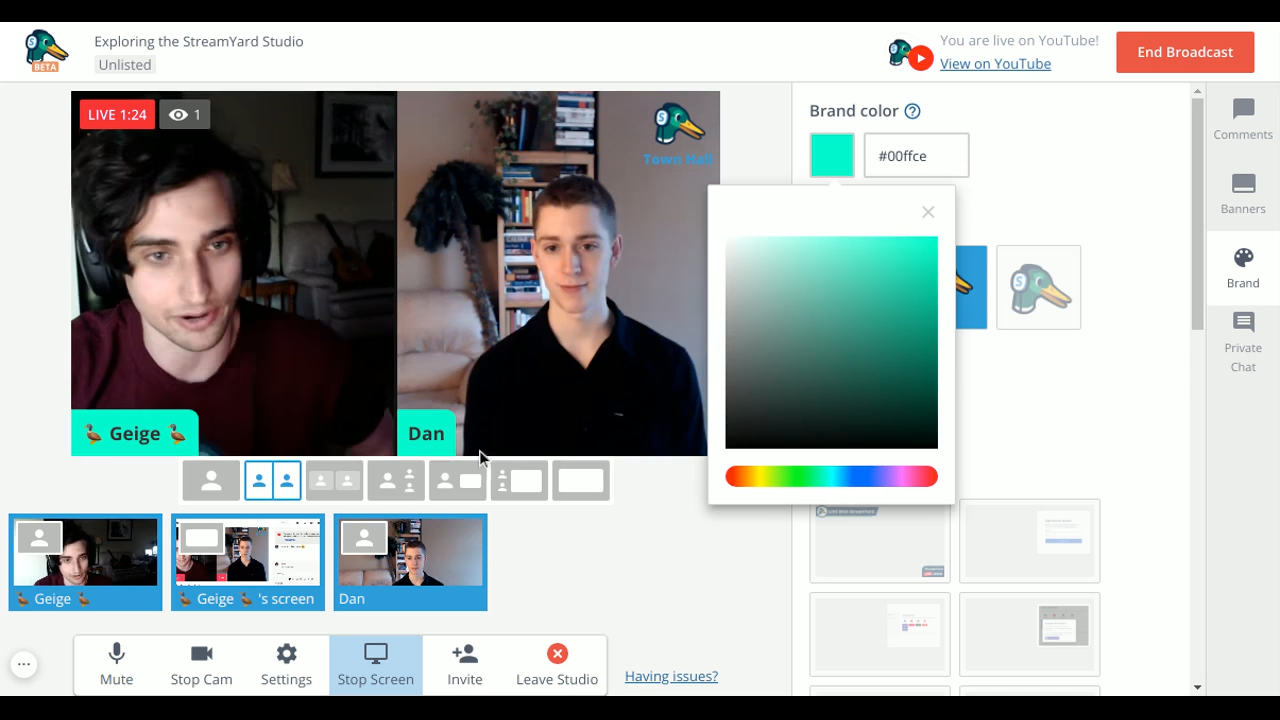 BETA
Exploring the StreamYard Studio
Unlisted
You are live on YouTube!
View on YouTube
End Broadcast
LIVE 1:24
1
Town Hall
Geige
Dan
Brand color
#00ffce
Comments
Banners
Brand
Private
Chat
Geige
Geige 's screen
Dan
Mute
Stop Cam
Settings
Stop Screen
Invite
Leave Studio
Having issues?